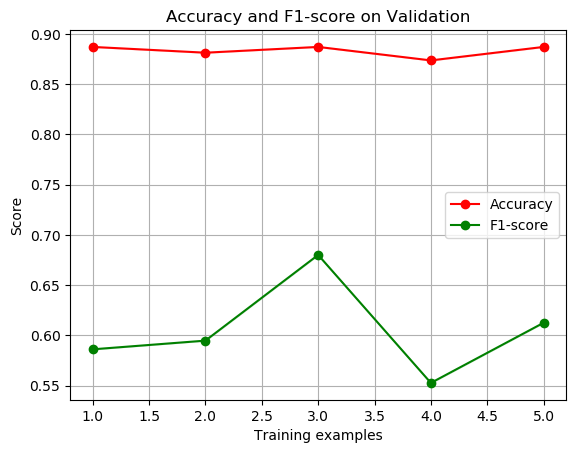 Accuracy and F1-score on Validation
0.90
0.85
0.80
0.75
0.70
0.65
0.60
0.55
Score
Accuracy
F1-score
1.0 1.5 2.0 2.5 3.0 3.5 4.0 4.5 5.0
Training examples